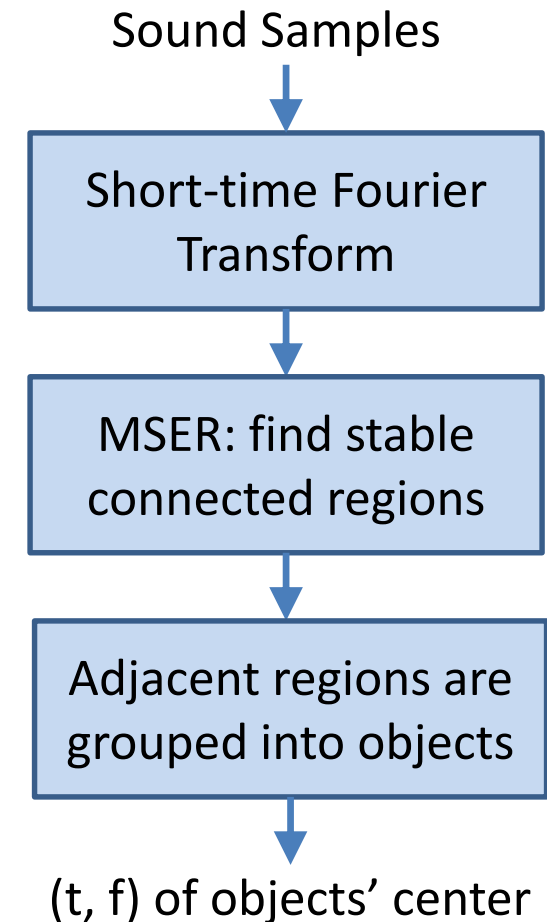 Sound Samples
Short-time Fourier
Transform
MSER: find stable
connected regions
Adjacent regions are
grouped into objects
(t, f) of objects’ center